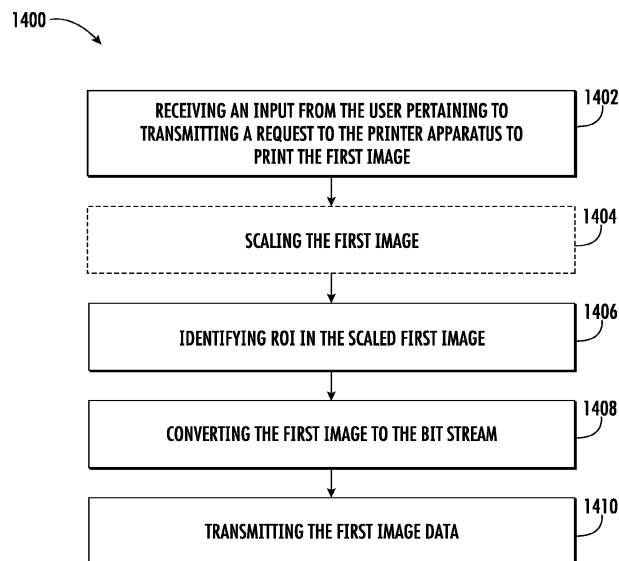 1400
1402
RECEIVING AN INPUT FROM THE USER PERTAINING TO
TRANSMITTING A REQUEST TO THE PRINTER APPARATUS TO
PRINT THE FIRST IMAGE
1404
SCALING THE FIRST IMAGE
1406
IDENTIFYING ROI IN THE SCALED FIRST IMAGE
1408
CONVERTING THE FIRST IMAGE TO THE BIT STREAM
1410
TRANSMITTING THE FIRST IMAGE DATA